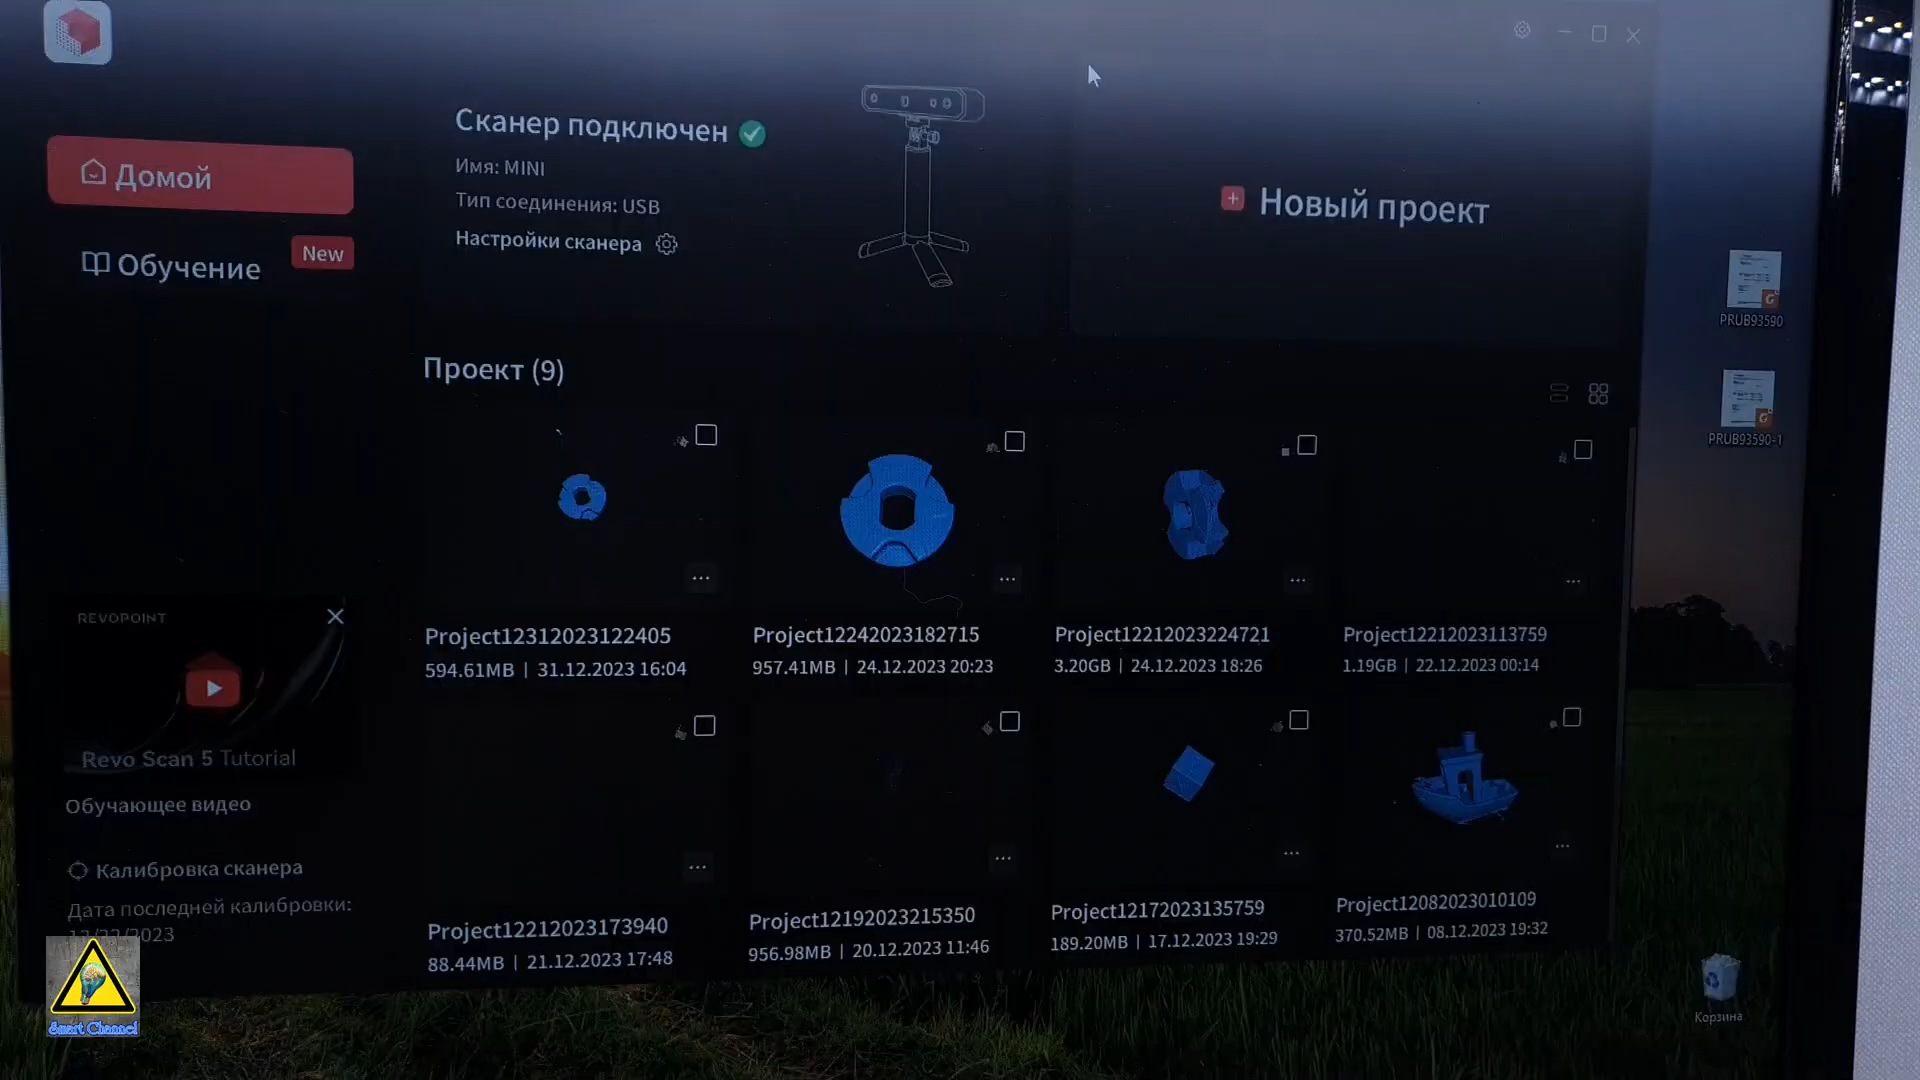 Домой
Обучение
New
Сканер подключен
Имя: MINI
Тип соединения: USB
Настройки сканера
Новый проект
PRUB93590
PRUB93590-1
Проект (9)
Project12312023122405
594.61MB | 31.12.2023 16:04
Project12242023182715
957.41MB | 24.12.2023 20:23
Project12212023224721
3.20GB | 24.12.2023 18:26
Project12212023113759
1.19GB | 22.12.2023 00:14
Project12212023173940
88.44MB | 21.12.2023 17:48
Project12192023215350
956.98MB | 20.12.2023 11:46
Project12172023135759
189.20MB | 17.12.2023 19:29
Project12082023010109
370.52MB | 08.12.2023 19:32
REVOPOINT
Revo Scan 5 Tutorial
Обучающее видео
Калибровка сканера
Дата последней калибровки:
Smart Channel
Корзина